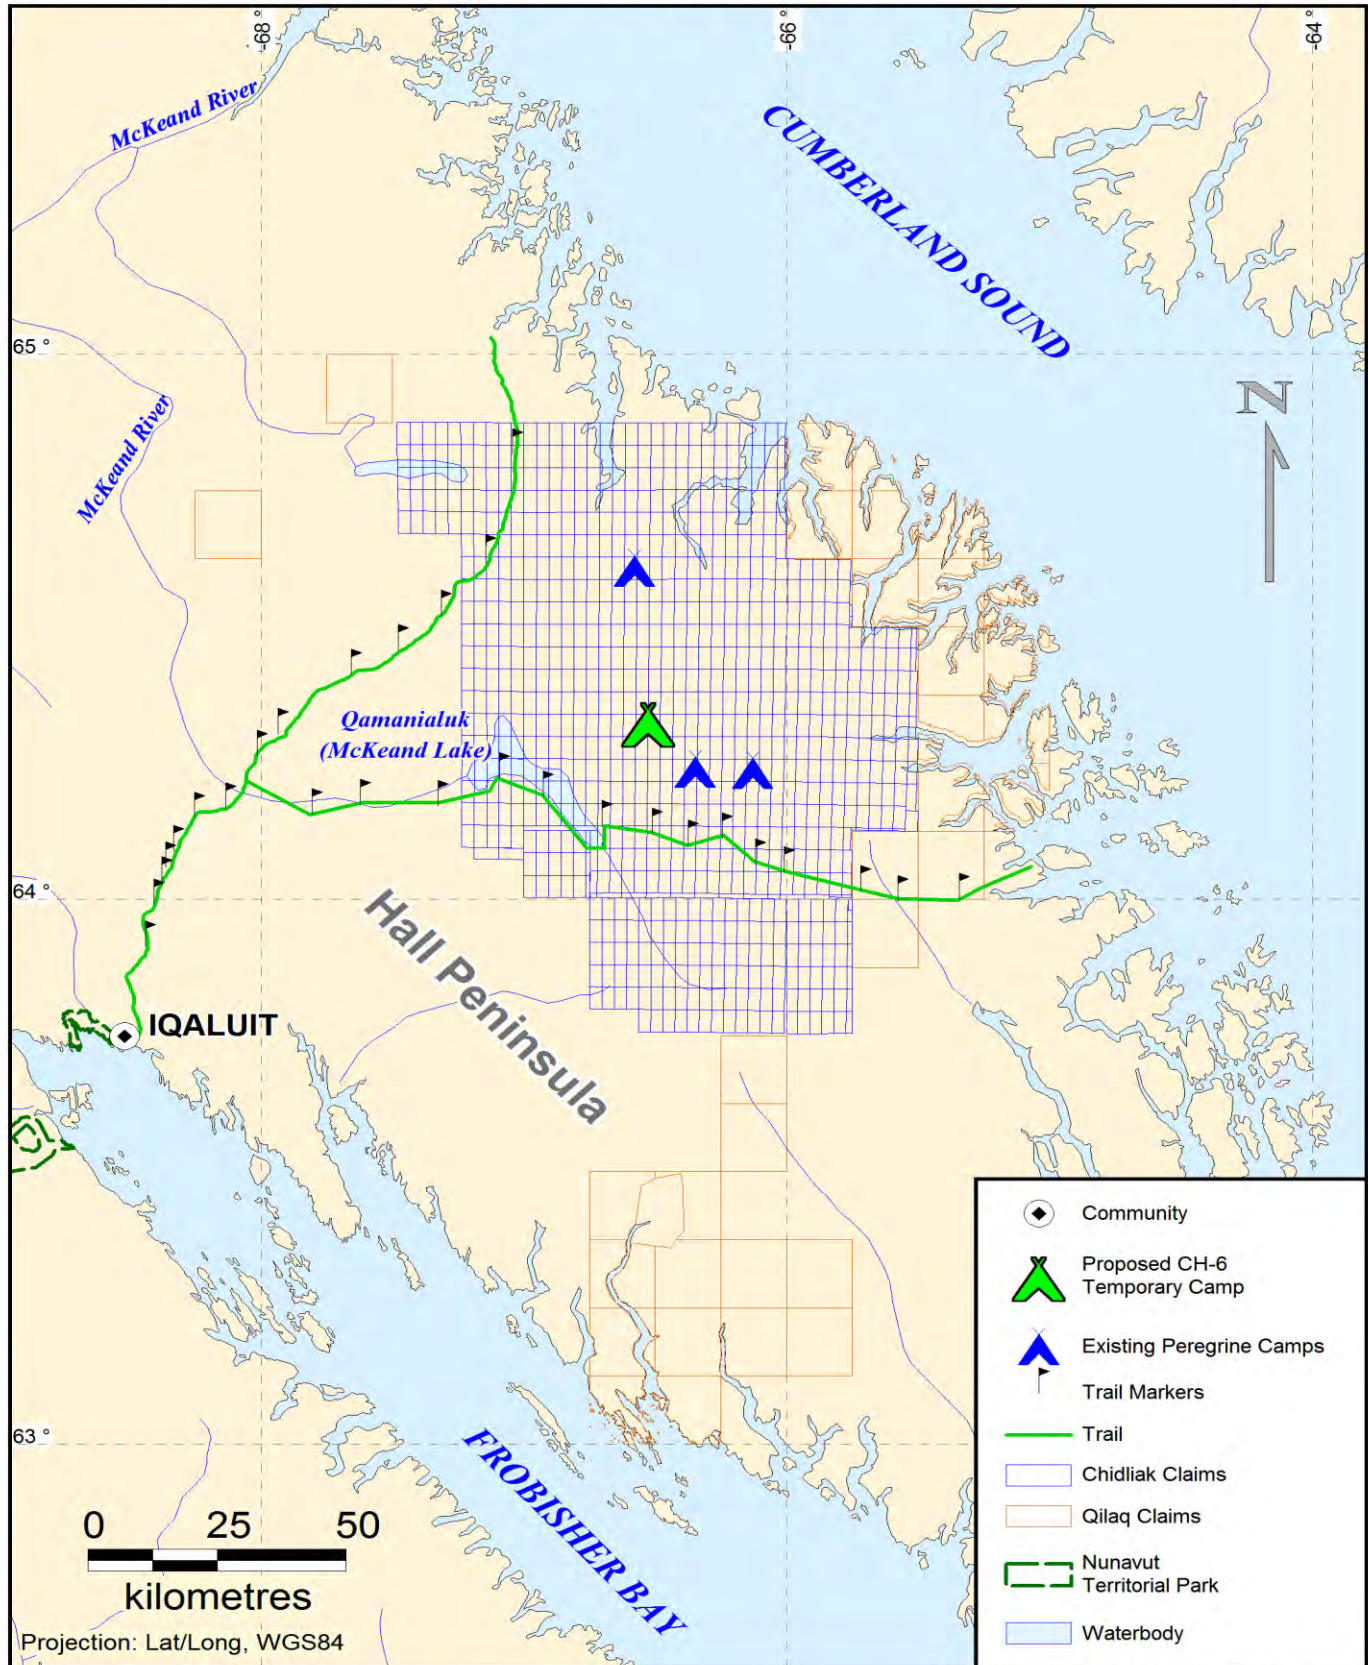 -68
-66
-64
McKeand River
CUMBERLAND SOUND
65 °
N
McKeand River
Qamanialuk
(McKeand Lake)
64 °
Hall Peninsula
IQALUIT
63 °
FROBISHER BAY
0 25 50
kilometres
Projection: Lat/Long, WGS84
Community
Proposed CH-6
Temporary Camp
Existing Peregrine Camps
Trail Markers
Trail
Chidliak Claims
Qilaq Claims
Nunavut
Territorial Park
Waterbody